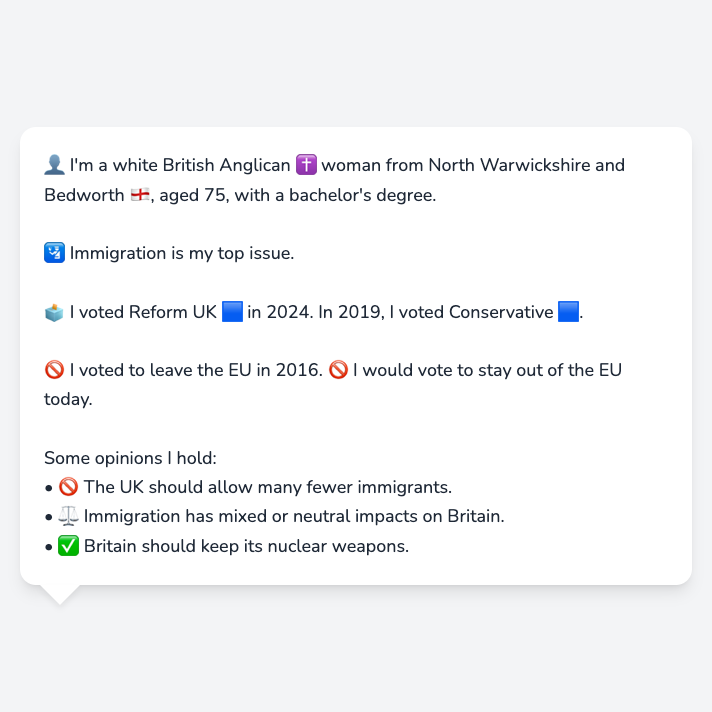 👤 I'm a white British Anglican ✝️ woman from North Warwickshire and
Bedworth 🏴󠁧󠁢󠁥󠁮󠁧󠁿, aged 75, with a bachelor's degree.
🛂 Immigration is my top issue.
🗳️ I voted Reform UK 🟦 in 2024. In 2019, I voted Conservative 🟦.
🚫 I voted to leave the EU in 2016. 🚫 I would vote to stay out of the EU
today.
Some opinions I hold:
• 🚫 The UK should allow many fewer immigrants.
• ⚖️ Immigration has mixed or neutral impacts on Britain.
• ✅ Britain should keep its nuclear weapons.